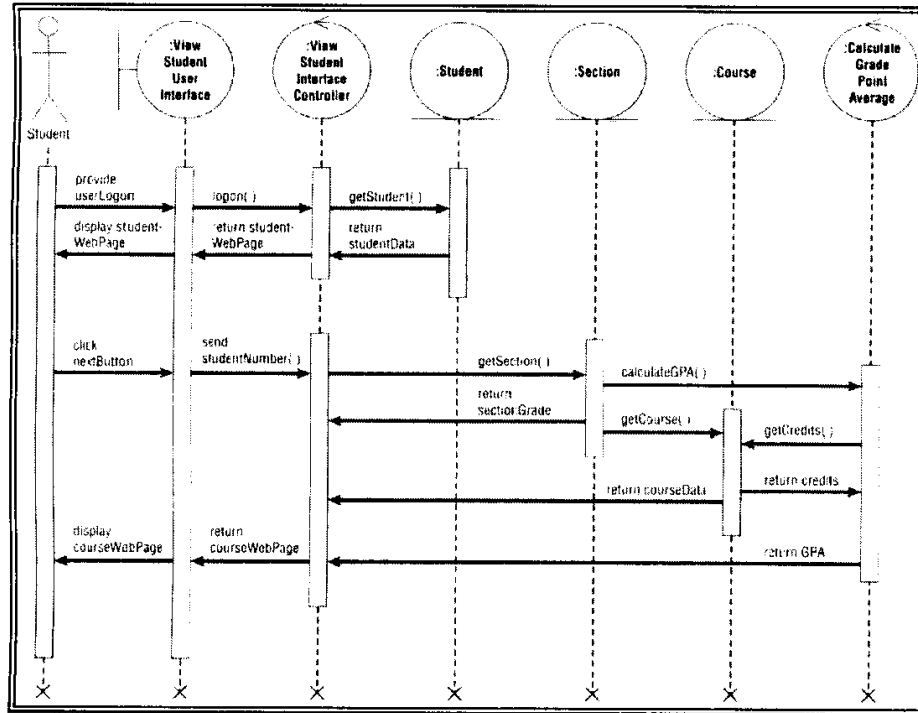 :View
Student
User
Interface
:View
Student
Interface
Controller
:Student
:Section
:Course
:Calculate
Grade
Point
Average
Student
provide
userLogon
logon( )
getStudent( )
display student-
WebPage
return student-
WebPage
return
studentData
click
nextButton
send
studentNumber( )
getSection( )
calculateGPA( )
return
sectionGrade
getCourse( )
getCredits( )
return courseData
return credits
display
courseWebPage
return
courseWebPage
return GPA